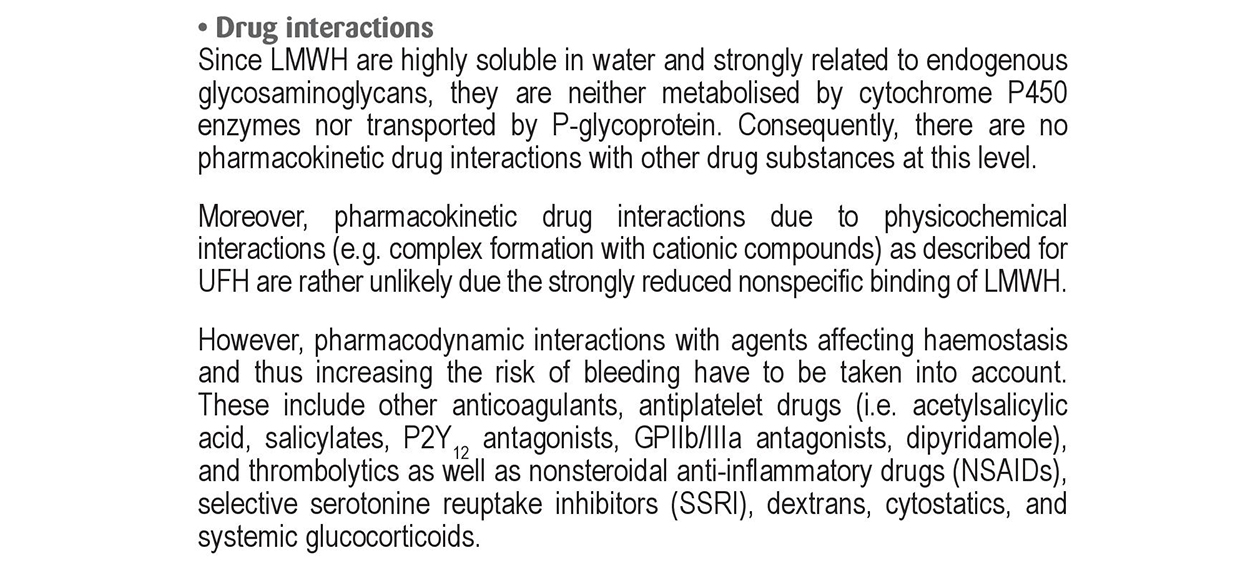 • Drug interactions
Since LMWH are highly soluble in water and strongly related to endogenous
glycosaminoglycans, they are neither metabolised by cytochrome P450
enzymes nor transported by P-glycoprotein. Consequently, there are no
pharmacokinetic drug interactions with other drug substances at this level.
Moreover, pharmacokinetic drug interactions due to physicochemical
interactions (e.g. complex formation with cationic compounds) as described for
UFH are rather unlikely due the strongly reduced nonspecific binding of LMWH.
However, pharmacodynamic interactions with agents affecting haemostasis
and thus increasing the risk of bleeding have to be taken into account.
These include other anticoagulants, antiplatelet drugs (i.e. acetylsalicylic
acid, salicylates, P2Y12 antagonists, GPIIb/IIIa antagonists, dipyridamole),
and thrombolytics as well as nonsteroidal anti-inflammatory drugs (NSAIDs),
selective serotonine reuptake inhibitors (SSRI), dextrans, cytostatics, and
systemic glucocorticoids.